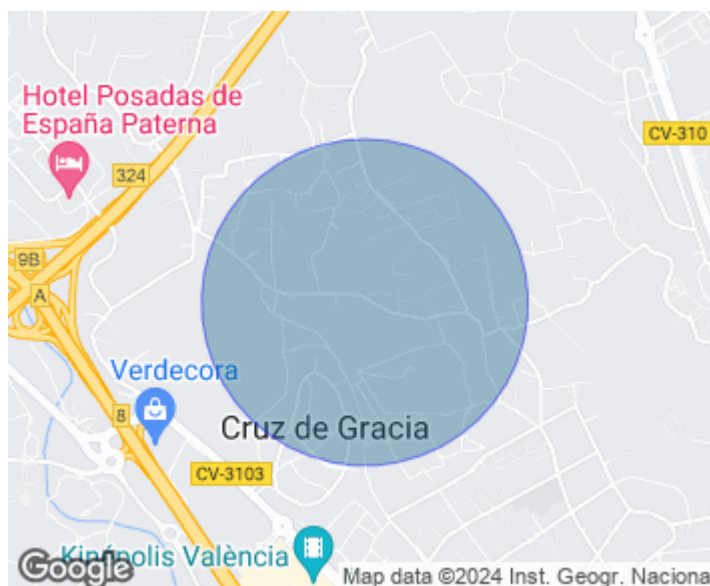 Hotel Posadas de
España Paterna
324
CV-310
9B
A
Verdecora
8
Cruz de Gracia
CV-3103
Kinépolis València
Google
Map data ©2024 Inst. Geogr. Naciona